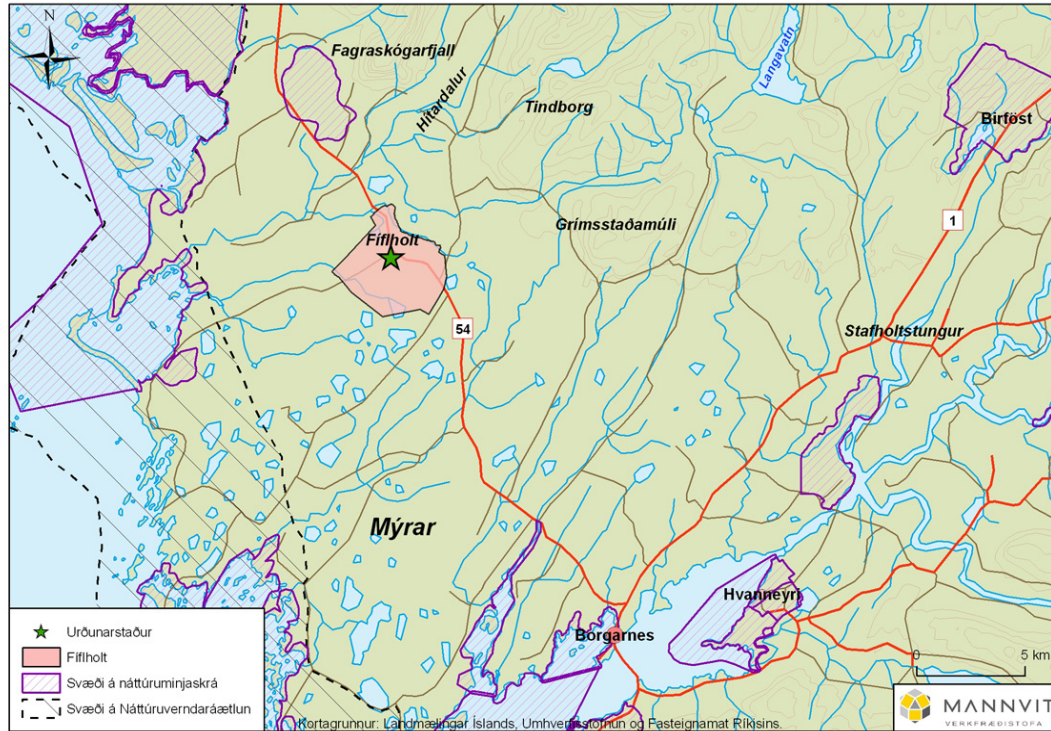 N
Fagraskógarfjall
Hítardalur
Tindborg
Langavatn
Birföst
Grímsstaðamúli
1
Fíflholt
54
Stafholtstungur
Mýrar
Hvanneyri
Borgarnes
Urðunarstaður
Fíflholt
Svæði á náttúruminjaskrá
Svæði á Náttúruverndaráætlun
0 5 km
Kortagrunnur: Landmælingar Íslands, Umhverfisstofnun og Fasteignamat Ríkisins.
MANNVIT
VERKFRÆÐISTOFA